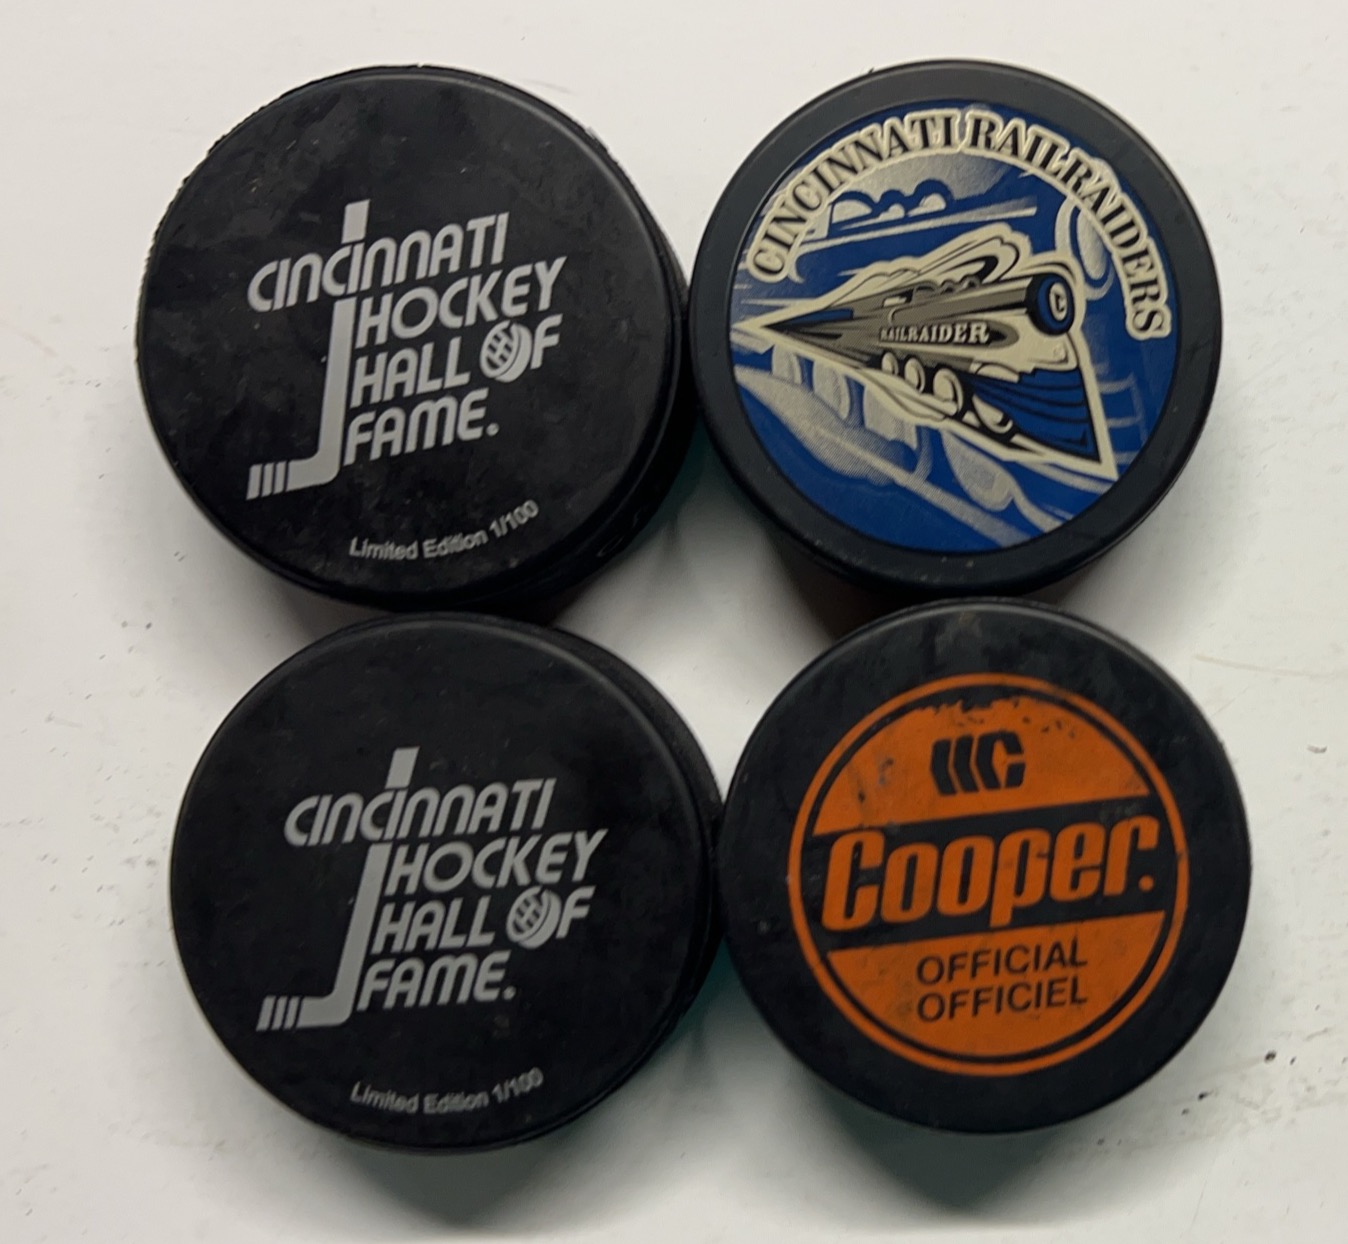 CINCINNATI
HOCKEY
HALL OF
FAME.
Limited Edition 1/100
CINCINNATI RAILRAIDERS
C
RAILRAIDER
CINCINNATI
HOCKEY
HALL OF
FAME.
Limited Edition 1/100
C
Cooper.
OFFICIAL
OFFICIEL